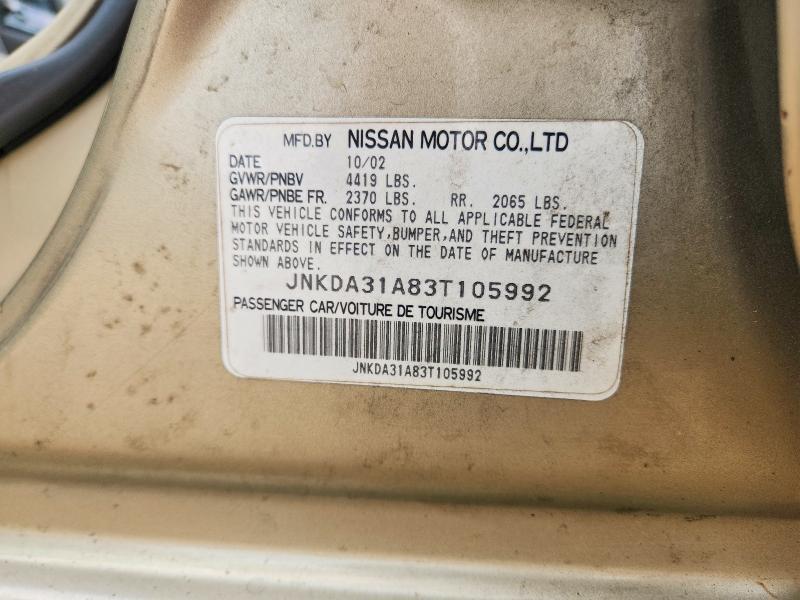 MFD.BY NISSAN MOTOR CO.,LTD
DATE 10/02
GVWR/PNBV 4419 LBS.
GAWR/PNBE FR. 2370 LBS. RR. 2065 LBS.
THIS VEHICLE CONFORMS TO ALL APPLICABLE FEDERAL
MOTOR VEHICLE SAFETY,BUMPER,AND THEFT PREVENTION
STANDARDS IN EFFECT ON THE DATE OF MANUFACTURE
SHOWN ABOVE.
JNKDA31A83T105992
PASSENGER CAR/VOITURE DE TOURISME
JNKDA31A83T105992